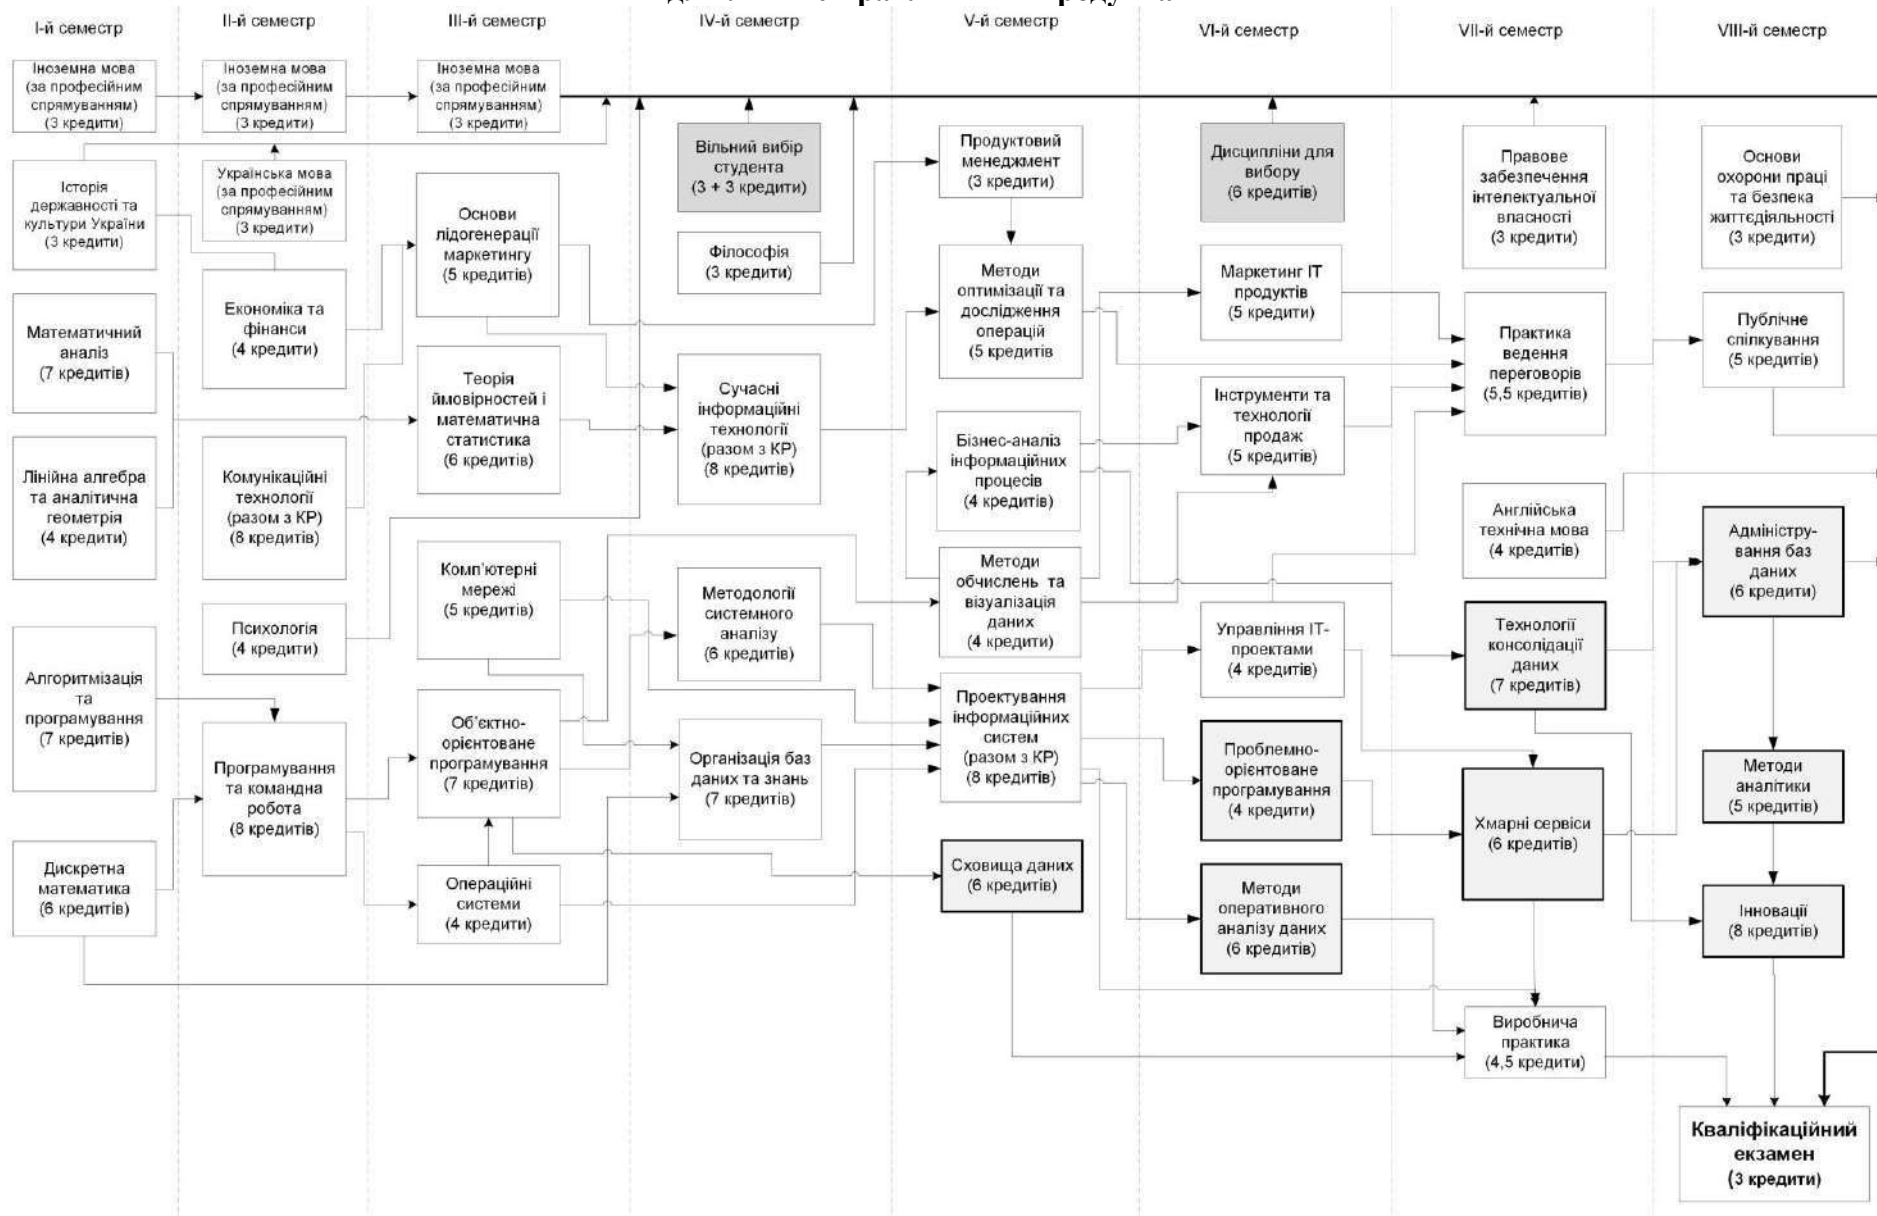 І-й семестр
ІІ-й семестр
ІІІ-й семестр
IV-й семестр
V-й семестр
VI-й семестр
VII-й семестр
VIII-й семестр
Іноземна мова
(за професійним
спрямуванням)
(3 кредити)
Історія
державності та
культури України
(3 кредити)
Математичний
аналіз
(7 кредитів)
Лінійна алгебра
та аналітична
геометрія
(4 кредити)
Алгоритмізація
та
програмування
(7 кредитів)
Дискретна
математика
(6 кредитів)
Іноземна мова
(за професійним
спрямуванням)
(3 кредити)
Українська мова
(за професійним
спрямуванням)
(3 кредити)
Економіка та
фінанси
(4 кредити)
Комунікаційні
технології
(разом з КР)
(8 кредитів)
Психологія
(4 кредити)
Програмування
та командна
робота
(8 кредитів)
Іноземна мова
(за професійним
спрямуванням)
(3 кредити)
Основи
лідогенерації
маркетингу
(5 кредитів)
Теорія
ймовірностей і
математична
статистика
(6 кредитів)
Комп'ютерні
мережі
(5 кредитів)
Об'єктно-
орієнтоване
програмування
(7 кредитів)
Операційні
системи
(4 кредити)
Вільний вибір
студента
(3 + 3 кредити)
Філософія
(3 кредити)
Сучасні
інформаційні
технології
(разом з КР)
(8 кредитів)
Методології
системного
аналізу
(6 кредитів)
Організація баз
даних та знань
(7 кредитів)
Продуктовий
менеджмент
(3 кредити)
Методи
оптимізації та
дослідження
операцій
(5 кредитів
Бізнес-аналіз
інформаційних
процесів
(4 кредити)
Методи
обчислень та
візуалізація
даних
(4 кредити)
Проектування
інформаційних
систем
(разом з КР)
(8 кредитів)
Сховища даних
(6 кредитів)
Дисципліни для
вибору
(6 кредитів)
Маркетинг ІТ
продуктів
(5 кредити)
Інструменти та
технології
продаж
(5 кредити)
Управління ІТ-
проектами
(4 кредити)
Проблемно-
орієнтоване
програмування
(4 кредити)
Методи
оперативного
аналізу даних
(6 кредитів)
Правове
забезпечення
інтелектуальної
власності
(3 кредити)
Практика
ведення
переговорів
(5,5 кредитів)
Англійська
технічна мова
(4 кредитів)
Технології
консолідації
даних
(7 кредитів)
Хмарні сервіси
(6 кредитів)
Виробнича
практика
(4,5 кредити)
Основи
охорони праці
та безпека
життєдіяльності
(3 кредити)
Публічне
спілкування
(5 кредитів)
Адміністру-
вання баз
даних
(6 кредити)
Методи
аналітики
(5 кредитів)
Інновації
(8 кредитів)
Кваліфікаційний
екзамен
(3 кредити)